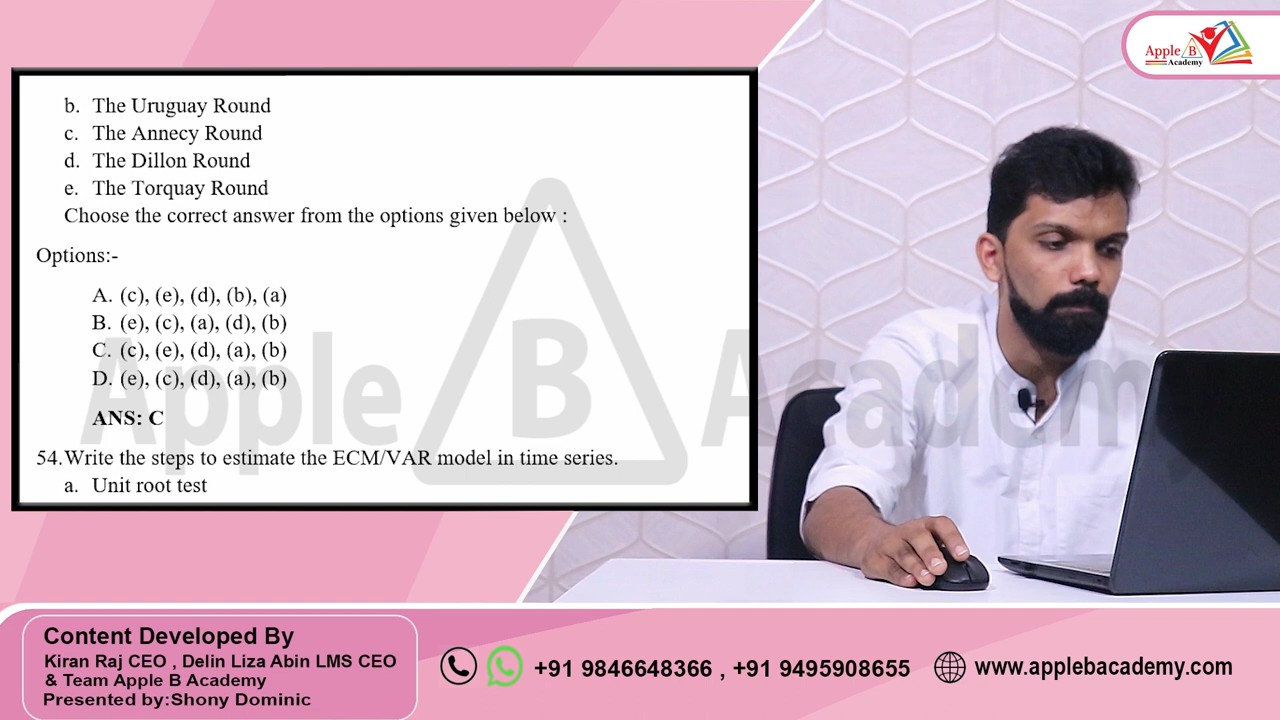 Apple B
Academy
b. The Uruguay Round
c. The Annecy Round
d. The Dillon Round
e. The Torquay Round
Choose the correct answer from the options given below :
Options:-
A. (c), (e), (d), (b), (a)
B. (e), (c), (a), (d), (b)
C. (c), (e), (d), (a), (b)
D. (e), (c), (d), (a), (b)
ANS: C
54.Write the steps to estimate the ECM/VAR model in time series.
a. Unit root test
Apple B Academy
Content Developed By
Kiran Raj CEO , Delin Liza Abin LMS CEO
& Team Apple B Academy
Presented by:Shony Dominic
+91 9846648366 , +91 9495908655
www.applebacademy.com